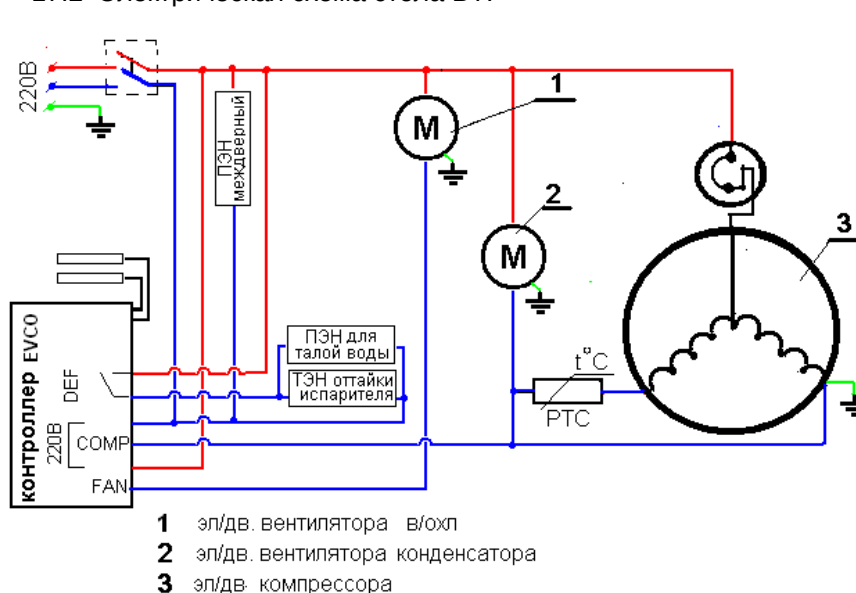 220В
ПЭН
междверный
М
1
М
2
3
контроллер EVCO
DEF
220В
COMP
FAN
ПЭН для
талой воды
ТЭН оттайки
испарителя
t°C
РТС
1 эл/дв. вентилятора в/охл
2 эл/дв. вентилятора конденсатора
3 эл/дв. компрессора